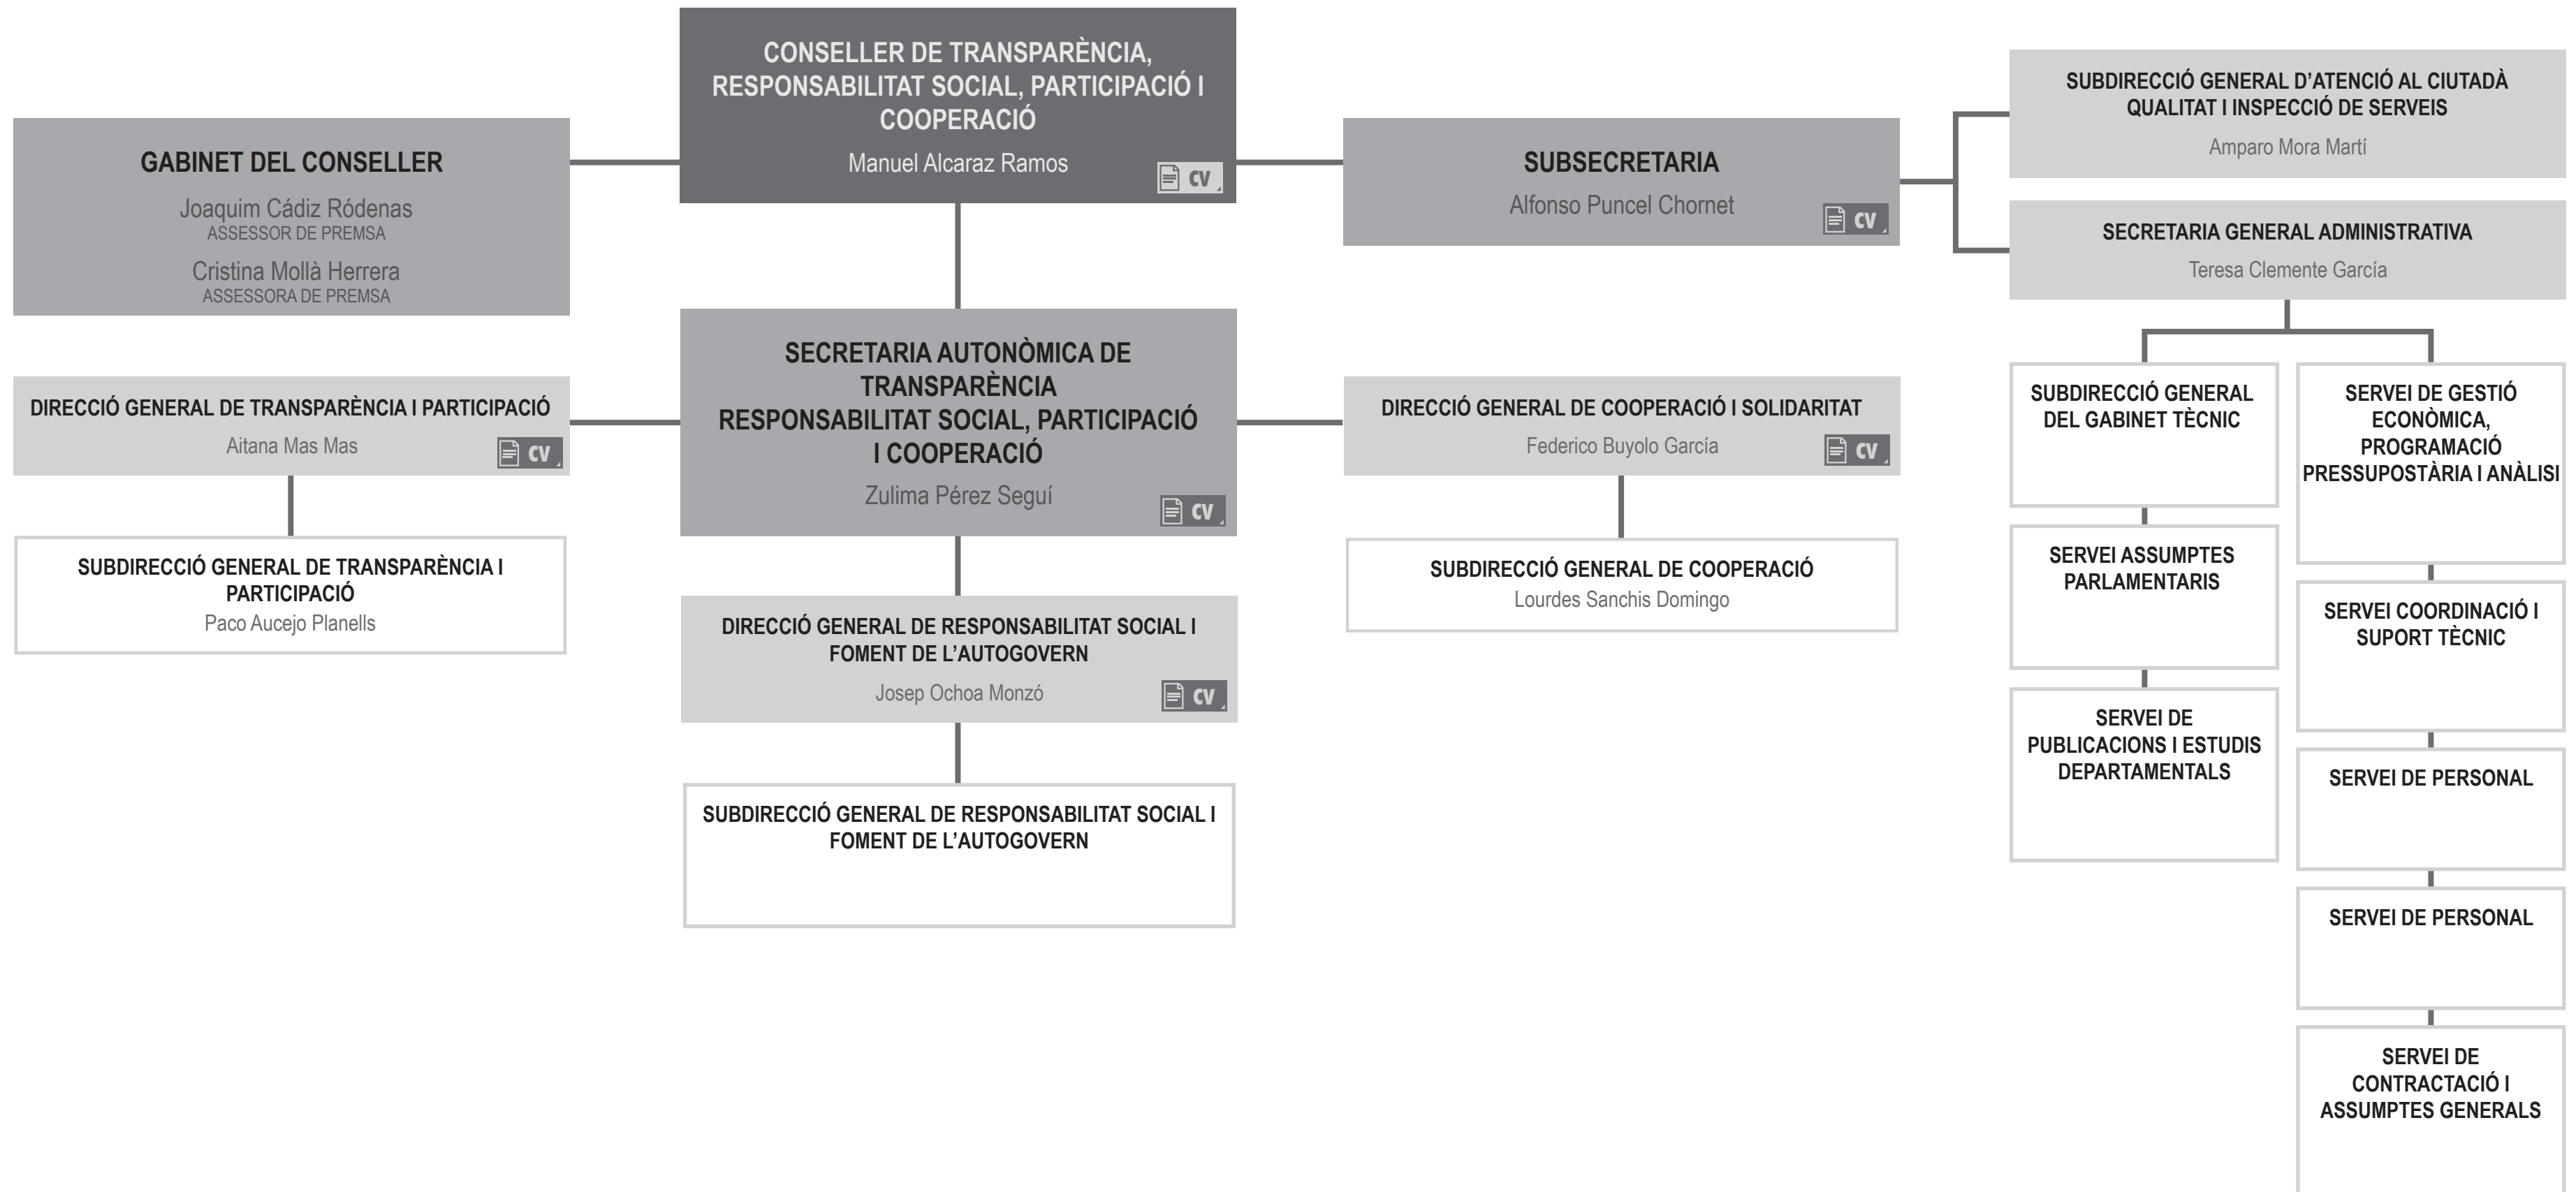 CONSELLER DE TRANSPARÈNCIA,
RESPONSABILITAT SOCIAL, PARTICIPACIÓ I
COOPERACIÓ
Manuel Alcaraz Ramos
CV
GABINET DEL CONSELLER
Joaquim Cádiz Ródenas
ASSESSOR DE PREMSA
Cristina Mollà Herrera
ASSESSORA DE PREMSA
SUBSECRETARIA
Alfonso Puncel Chornet
CV
SUBDIRECCIÓ GENERAL D’ATENCIÓ AL CIUTADÀ
QUALITAT I INSPECCIÓ DE SERVEIS
Amparo Mora Martí
SECRETARIA GENERAL ADMINISTRATIVA
Teresa Clemente García
SECRETARIA AUTONÒMICA DE
TRANSPARÈNCIA
RESPONSABILITAT SOCIAL, PARTICIPACIÓ
I COOPERACIÓ
Zulima Pérez Seguí
CV
DIRECCIÓ GENERAL DE TRANSPARÈNCIA I PARTICIPACIÓ
Aitana Mas Mas
CV
SUBDIRECCIÓ GENERAL DE TRANSPARÈNCIA I
PARTICIPACIÓ
Paco Aucejo Planells
DIRECCIÓ GENERAL DE COOPERACIÓ I SOLIDARITAT
Federico Buyolo García
CV
SUBDIRECCIÓ GENERAL DE COOPERACIÓ
Lourdes Sanchis Domingo
DIRECCIÓ GENERAL DE RESPONSABILITAT SOCIAL I
FOMENT DE L’AUTOGOVERN
Josep Ochoa Monzó
CV
SUBDIRECCIÓ GENERAL DE RESPONSABILITAT SOCIAL I
FOMENT DE L’AUTOGOVERN
SUBDIRECCIÓ GENERAL
DEL GABINET TÈCNIC
SERVEI ASSUMPTES
PARLAMENTARIS
SERVEI DE
PUBLICACIONS I ESTUDIS
DEPARTAMENTALS
SERVEI DE GESTIÓ
ECONÒMICA,
PROGRAMACIÓ
PRESSUPOSTÀRIA I ANÀLISI
SERVEI COORDINACIÓ I
SUPORT TÈCNIC
SERVEI DE PERSONAL
SERVEI DE PERSONAL
SERVEI DE
CONTRACTACIÓ I
ASSUMPTES GENERALS